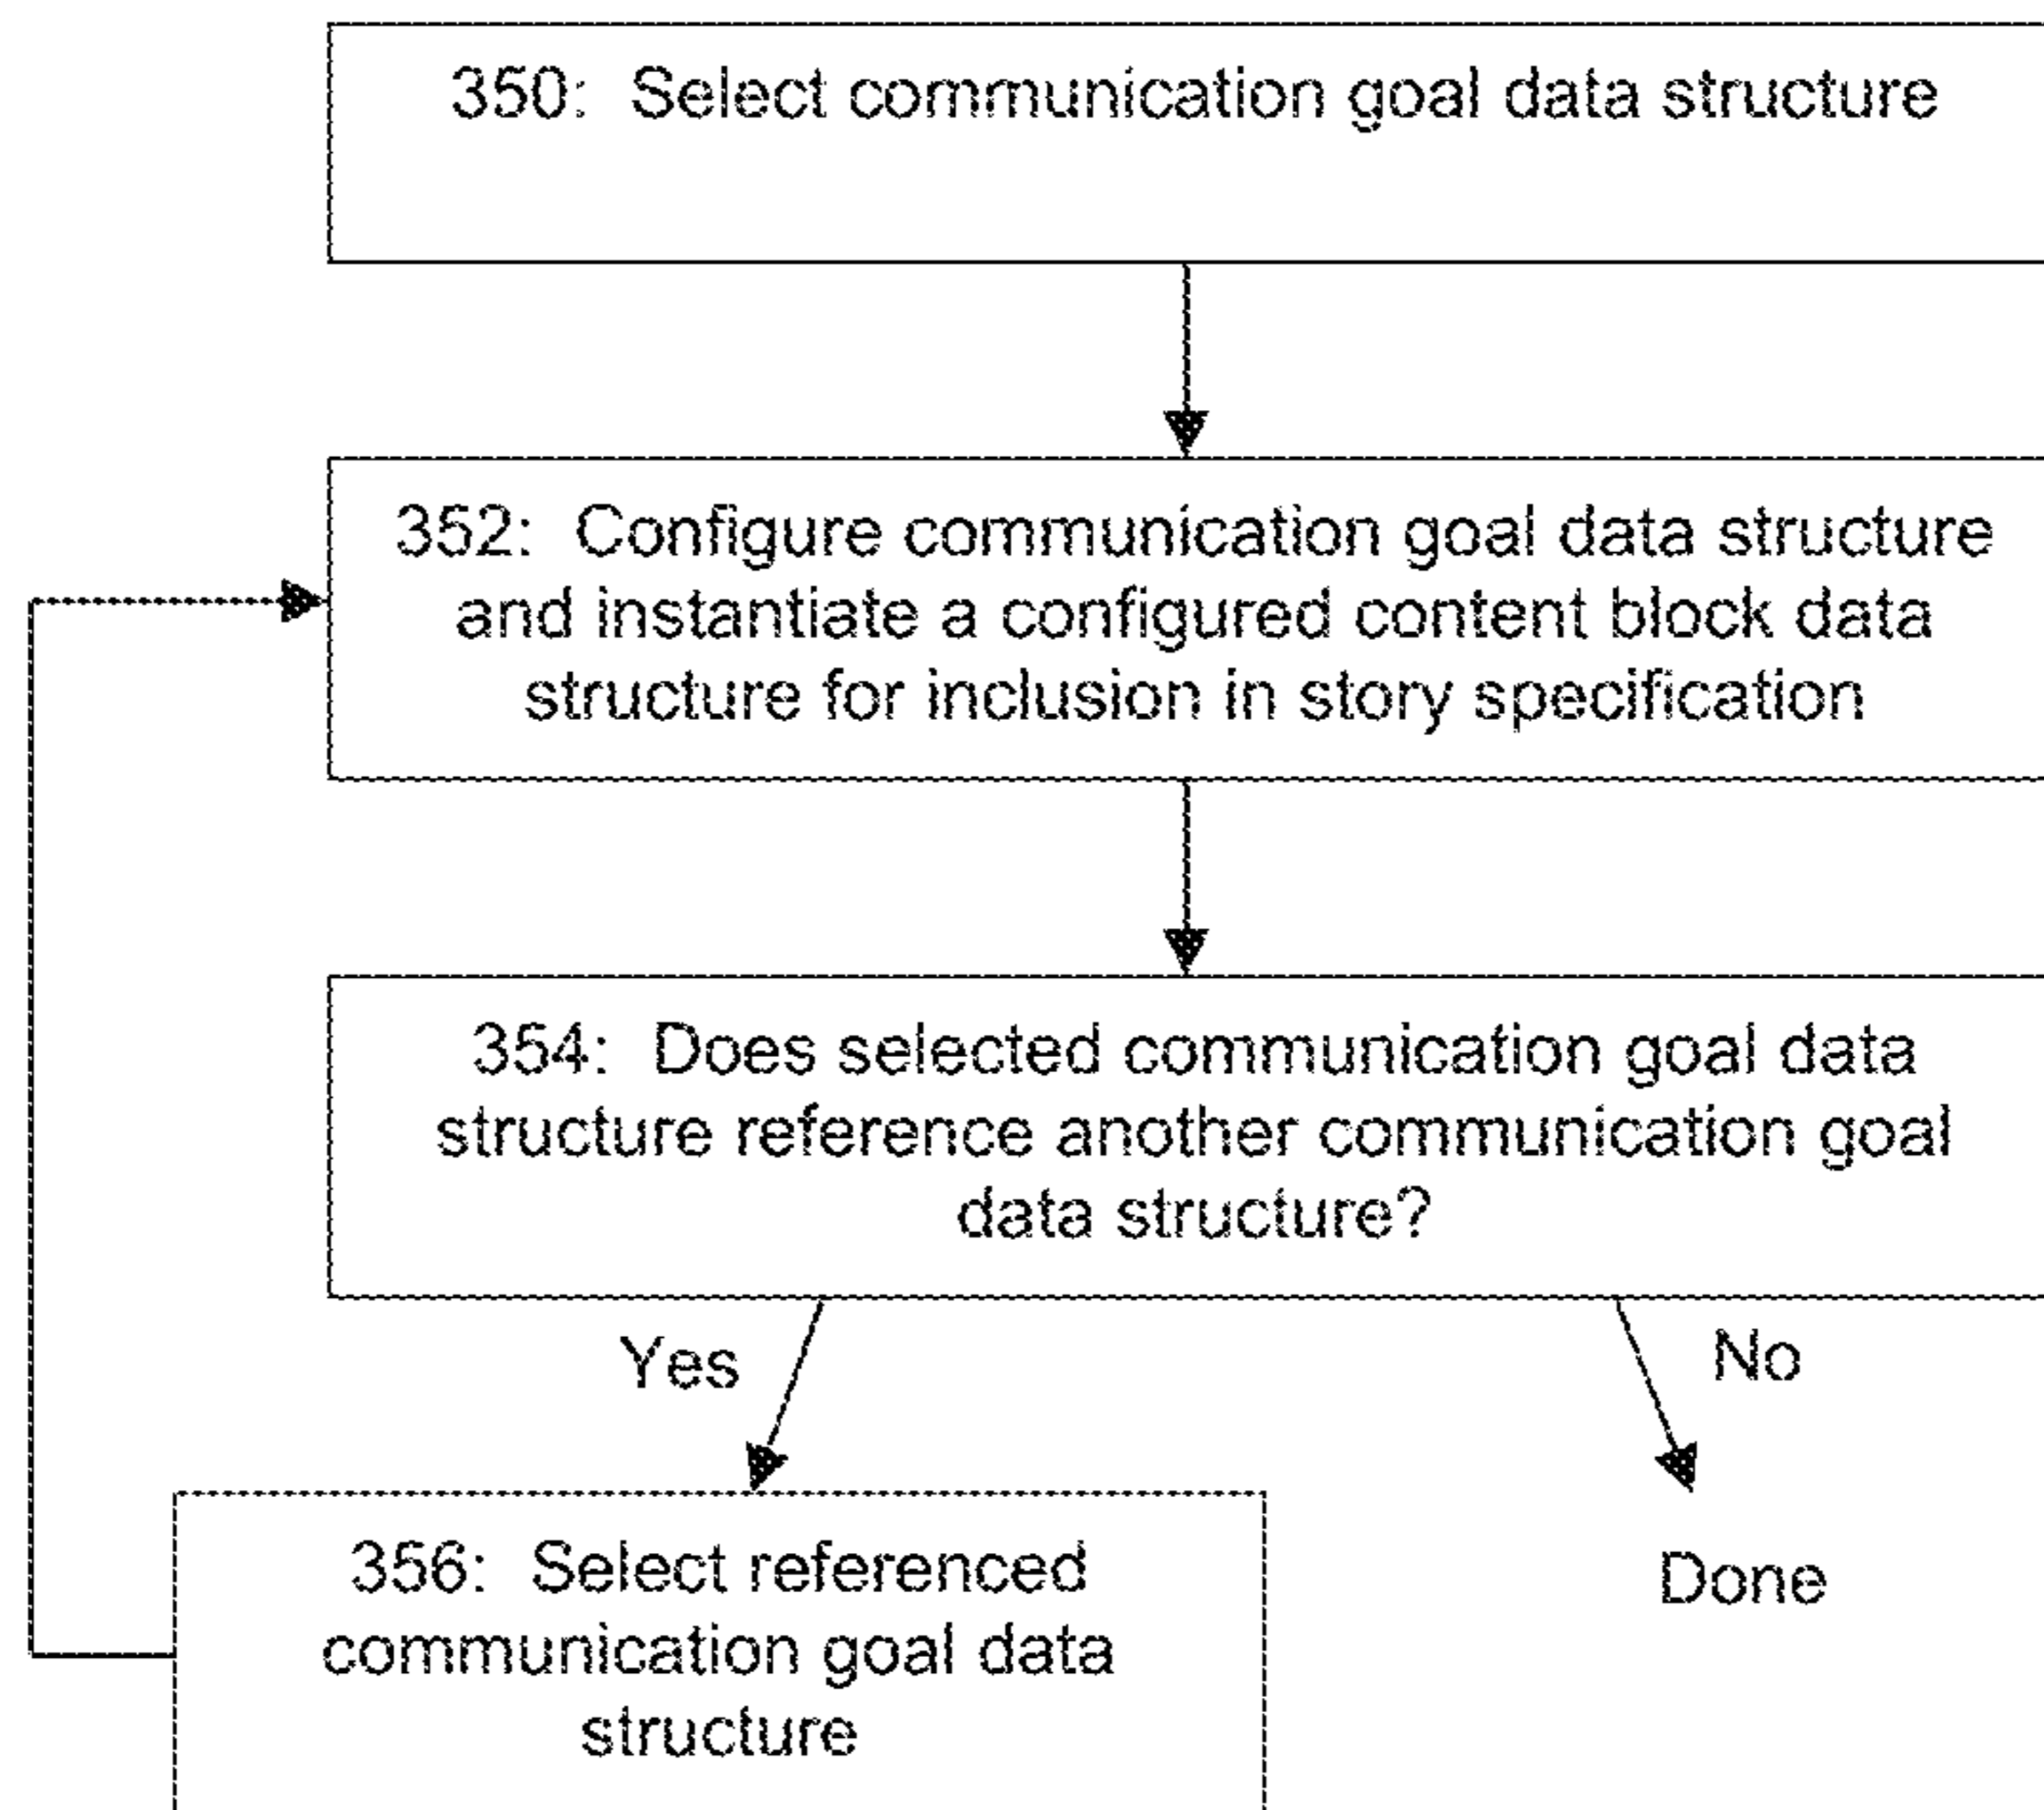 350: Select communication goal data structure
352: Configure communication goal data structure
and instantiate a configured content block data
structure for inclusion in story specification
354: Does selected communication goal data
structure reference another communication goal
data structure?
Yes
No
356: Select referenced
communication goal data
structure
Done